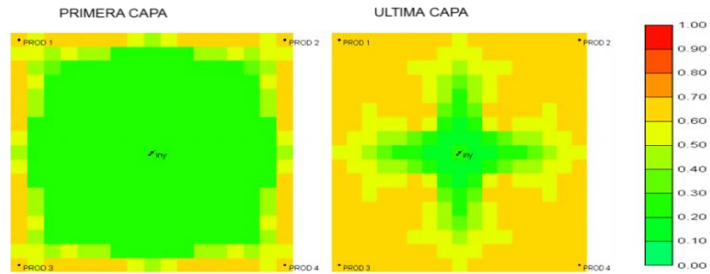 PRIMERA CAPA
ULTIMA CAPA
PROD 1
PROD 2
Iny
PROD 3
PROD 4
PROD 1
PROD 2
Iny
PROD 3
PROD 4
1.00
0.90
0.80
0.70
0.60
0.50
0.40
0.30
0.20
0.10
0.00